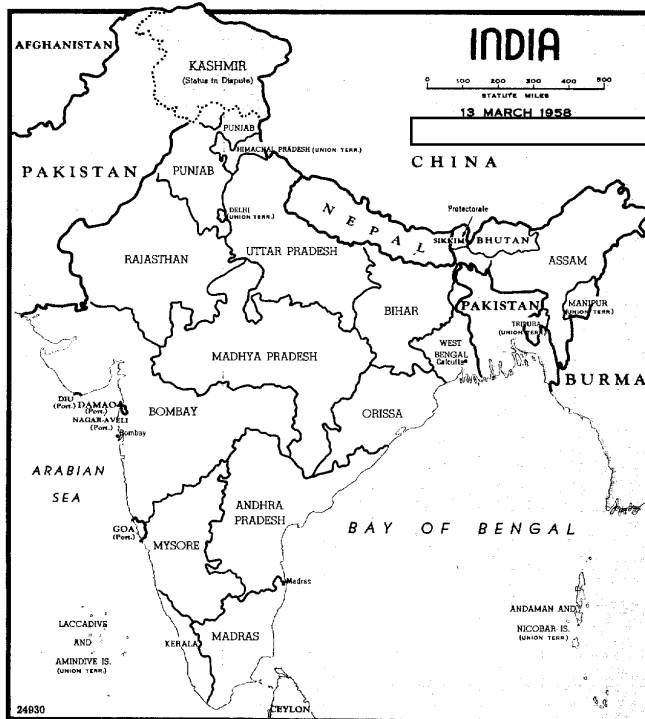 INDIA
0 100 200 300 400 500
STATUTE MILES
13 MARCH 1958
AFGHANISTAN
KASHMIR
(Status in Dispute)
PUNJAB
HIMACHAL PRADESH (UNION TERR.)
CHINA
PAKISTAN
PUNJAB
DELHI
(UNION TERR.)
NEPAL
Protectorate
SIKKIM
BHUTAN
RAJASTHAN
UTTAR PRADESH
ASSAM
BIHAR
PAKISTAN
MANIPUR
(UNION TERR.)
TRIPURA
(UNION TERR.)
WEST
BENGAL
Calcutta
MADHYA PRADESH
BURMA
DIU
(Port.)
DAMAO
(Port.)
NAGAR-AVELI
(Port.)
BOMBAY
Bombay
ORISSA
ARABIAN
SEA
ANDHRA
PRADESH
GOA
(Port.)
MYSORE
BAY OF BENGAL
Madras
LACCADIVE
AND
AMINDIVE IS.
(UNION TERR.)
KERALA
MADRAS
ANDAMAN AND
NICOBAR IS.
(UNION TERR.)
24930
CEYLON